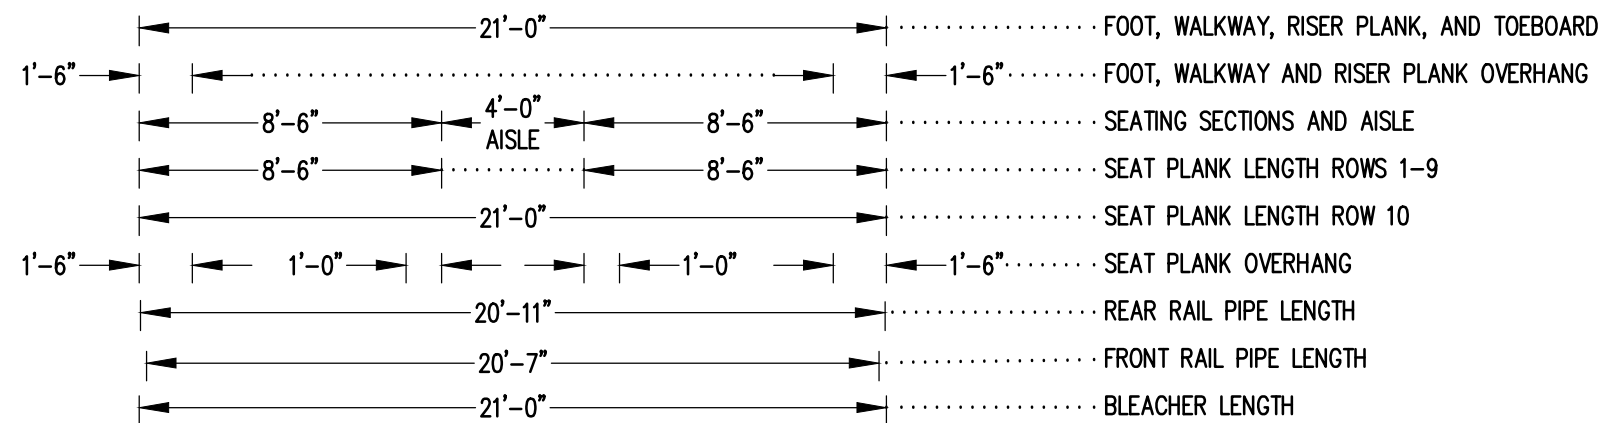 21'-0" FOOT, WALKWAY, RISER PLANK, AND TOEBOARD
1'-6" 1'-6" FOOT, WALKWAY AND RISER PLANK OVERHANG
8'-6" 4'-0" AISLE 8'-6" SEATING SECTIONS AND AISLE
8'-6" 8'-6" SEAT PLANK LENGTH ROWS 1-9
21'-0" SEAT PLANK LENGTH ROW 10
1'-6" 1'-0" 1'-0" 1'-6" SEAT PLANK OVERHANG
20'-11" REAR RAIL PIPE LENGTH
20'-7" FRONT RAIL PIPE LENGTH
21'-0" BLEACHER LENGTH